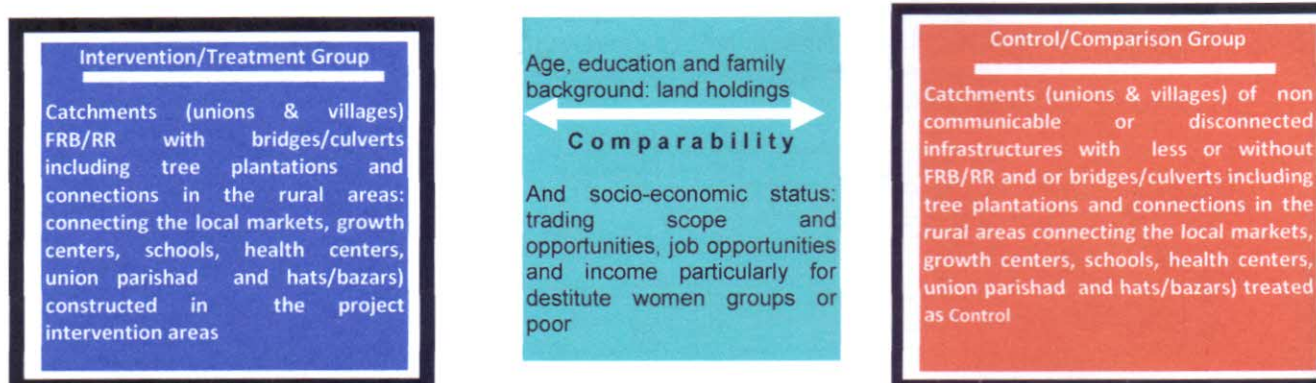 Intervention/Treatment Group
Catchments (unions & villages)
FRB/RR with bridges/culverts
including tree plantations and
connections in the rural areas:
connecting the local markets, growth
centers, schools, health centers,
union parishad and hats/bazars)
constructed in the project
intervention areas
Age, education and family
background: land holdings
Comparability
And socio-economic status:
trading scope and
opportunities, job opportunities
and income particularly for
destitute women groups or
poor
Control/Comparison Group
Catchments (unions & villages) of non
communicable or disconnected
infrastructures with less or without
FRB/RR and or bridges/culverts including
tree plantations and connections in the
rural areas connecting the local markets,
growth centers, schools, health centers,
union parishad and hats/bazars) treated
as Control